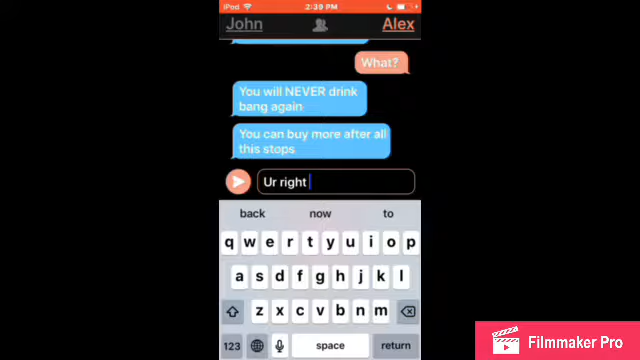 iPod 2:39 PM
John Alex
What?
You will NEVER drink
bang again
You can buy more after all
this stops
Ur right
back now to
q w e r t y u i o p
a s d f g h j k l
z x c v b n m
123 space return
Filmmaker Pro